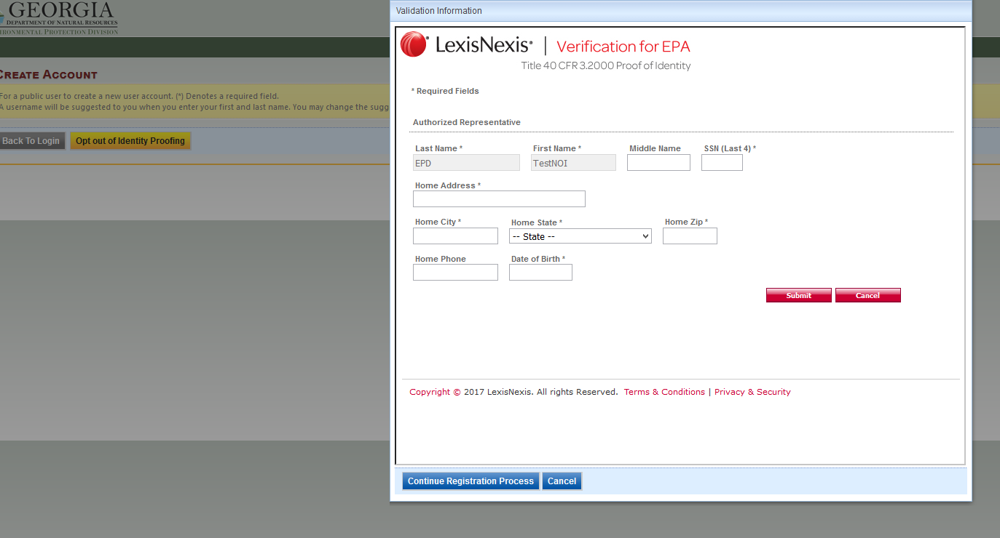 GEORGIA
DEPARTMENT OF NATURAL RESOURCES
ENVIRONMENTAL PROTECTION DIVISION
CREATE ACCOUNT
For a public user to create a new user account. (*) Denotes a required field.
A username will be suggested to you when you enter your first and last name. You may change the
Back To Login
Opt out of Identity Proofing
Validation Information
LexisNexis® | Verification for EPA
Title 40 CFR 3.2000 Proof of Identity
* Required Fields
Authorized Representative
Last Name * First Name * Middle Name SSN (Last 4) *
EPD TestNOI
Home Address *
Home City * Home State * Home Zip *
-- State --
Home Phone Date of Birth *
Submit Cancel
Copyright © 2017 LexisNexis. All rights Reserved. Terms & Conditions | Privacy & Security
Continue Registration Process Cancel